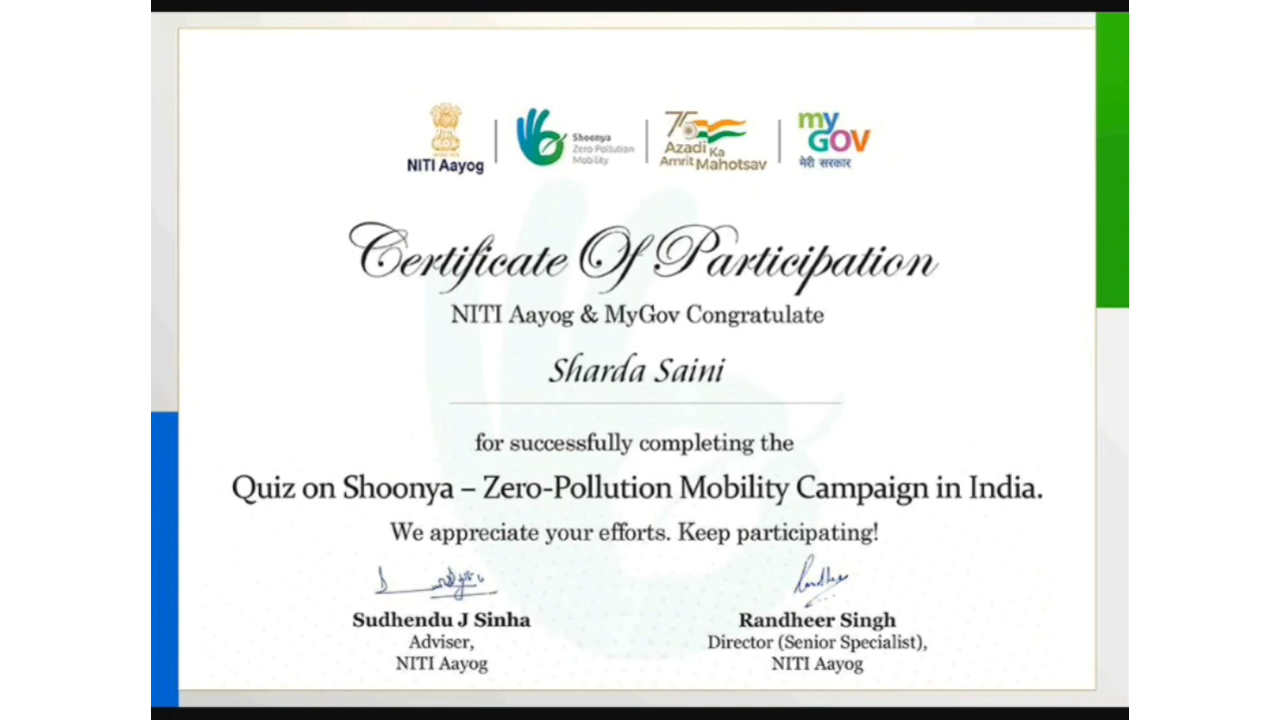 NITI Aayog
Shoonya
Zero Pollution
Mobility
75
Azadi Ka
Amrit Mahotsav
my
GOV
मेरी सरकार
Certificate Of Participation
NITI Aayog & MyGov Congratulate
Sharda Saini
for successfully completing the
Quiz on Shoonya – Zero-Pollution Mobility Campaign in India.
We appreciate your efforts. Keep participating!
Sudhendu J Sinha
Adviser,
NITI Aayog
Randheer Singh
Director (Senior Specialist),
NITI Aayog